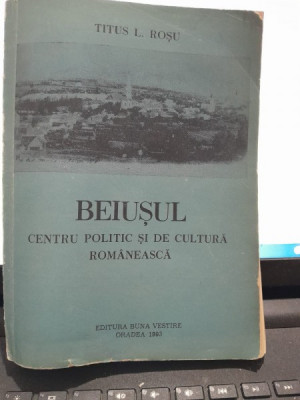 TITUS L. ROȘU
BEIUȘUL
CENTRU POLITIC ȘI DE CULTURĂ
ROMÂNEASCĂ
EDITURA BUNA VESTIRE
ORADEA